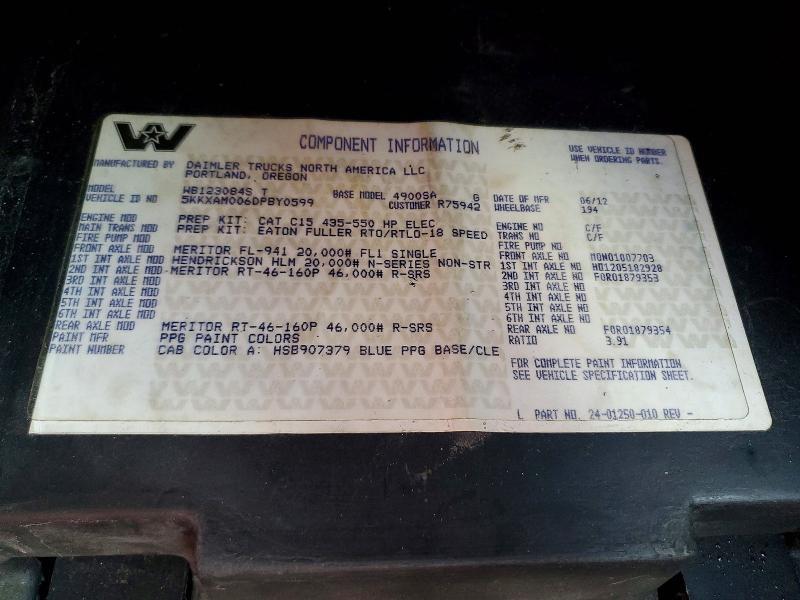 W
COMPONENT INFORMATION
USE VEHICLE ID NUMBER
WHEN ORDERING PARTS.
MANUFACTURED BY DAIMLER TRUCKS NORTH AMERICA LLC
PORTLAND, OREGON
MODEL WB123084S T BASE MODEL 4900SA G DATE OF MFR 06/12
VEHICLE ID NO 5KKXAM006DPBY0599 CUSTOMER R75942 WHEELBASE 194
ENGINE MOD PREP KIT: CAT C15 435-550 HP ELEC ENGINE NO C/F
MAIN TRANS MOD PREP KIT: EATON FULLER RTO/RTLO-18 SPEED TRANS NO C/F
FIRE PUMP MOD FIRE PUMP NO
FRONT AXLE MOD MERITOR FL-941 20,000# FL1 SINGLE FRONT AXLE NO MON01007703
1ST INT AXLE MOD HENDRICKSON HLM 20,000# N-SERIES NON-STR 1ST INT AXLE NO HD1205182928
2ND INT AXLE MOD MERITOR RT-46-160P 46,000# R-SRS 2ND INT AXLE NO FOR01879353
3RD INT AXLE MOD 3RD INT AXLE NO
4TH INT AXLE MOD 4TH INT AXLE NO
5TH INT AXLE MOD 5TH INT AXLE NO
6TH INT AXLE MOD 6TH INT AXLE NO
REAR AXLE MOD MERITOR RT-46-160P 46,000# R-SRS REAR AXLE NO FOR01879354
PAINT MFR PPG PAINT COLORS RATIO 3.91
PAINT NUMBER CAB COLOR A: HSB907379 BLUE PPG BASE/CLE
FOR COMPLETE PAINT INFORMATION
SEE VEHICLE SPECIFICATION SHEET.
L PART NO. 24-01250-010 REV -